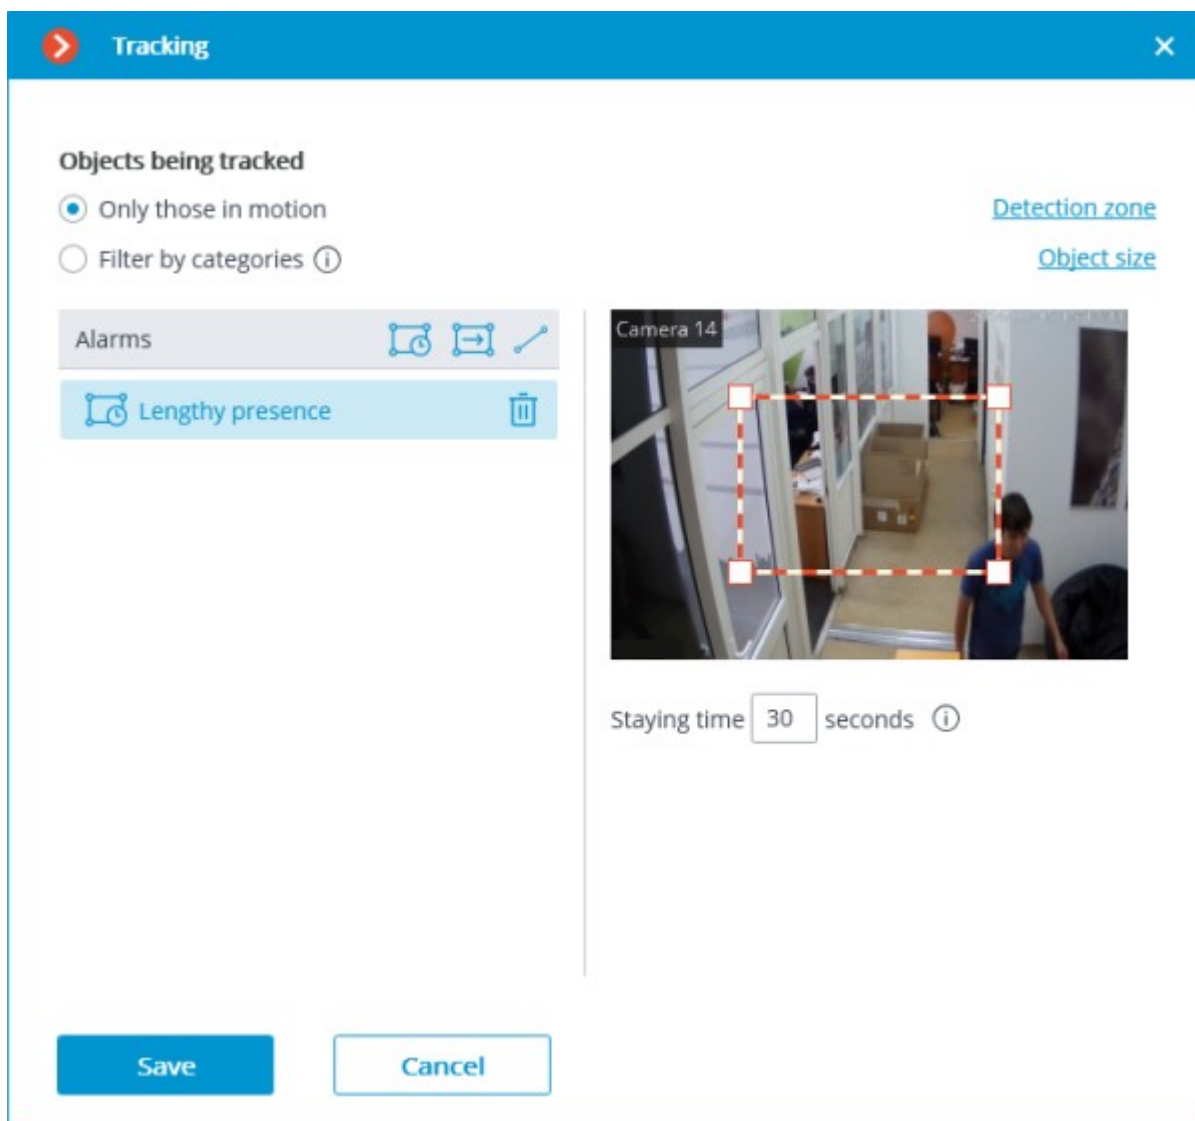 Tracking
Objects being tracked
Only those in motion
Detection zone
Filter by categories
Object size
Alarms
Lengthy presence
Camera 14
Staying time 30 seconds
Save
Cancel